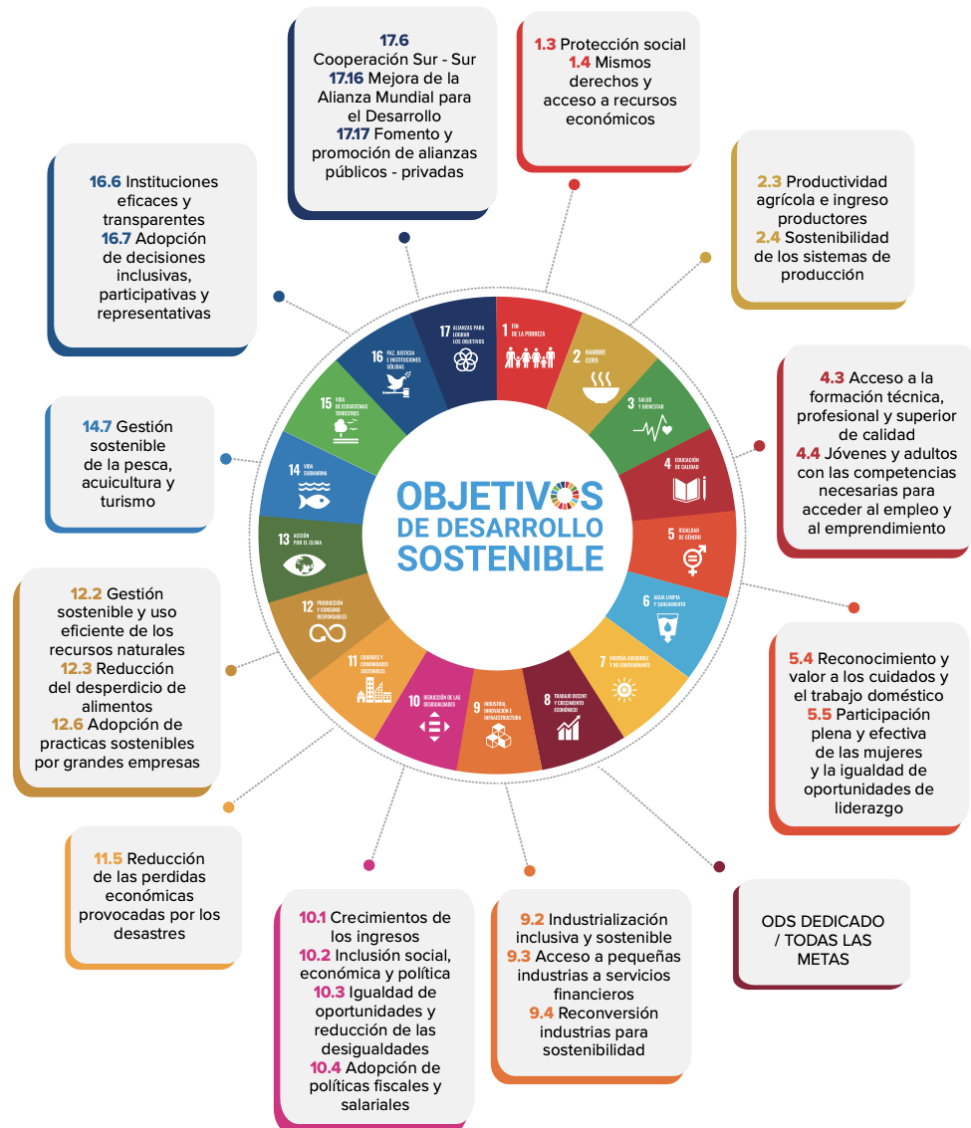 17.6
Cooperación Sur - Sur
17.16 Mejora de la
Alianza Mundial para
el Desarrollo
17.17 Fomento y
promoción de alianzas
públicos - privadas
1.3 Protección social
1.4 Mismos
derechos y
acceso a recursos
económicos
16.6 Instituciones
eficaces y
transparentes
16.7 Adopción
de decisiones
inclusivas,
participativas y
representativas
2.3 Productividad
agrícola e ingreso
productores
2.4 Sostenibilidad
de los sistemas de
producción
14.7 Gestión
sostenible
de la pesca,
acuicultura y
turismo
4.3 Acceso a la
formación técnica,
profesional y superior
de calidad
4.4 Jóvenes y adultos
con las competencias
necesarias para
acceder al empleo y
al emprendimiento
12.2 Gestión
sostenible y uso
eficiente de los
recursos naturales
12.3 Reducción
del desperdicio de
alimentos
12.6 Adopción de
practicas sostenibles
por grandes empresas
5.4 Reconocimiento y
valor a los cuidados y
el trabajo doméstico
5.5 Participación
plena y efectiva
de las mujeres
y la igualdad de
oportunidades de
liderazgo
11.5 Reducción
de las perdidas
económicas
provocadas por los
desastres
10.1 Crecimientos de
los ingresos
10.2 Inclusión social,
económica y política
10.3 Igualdad de
oportunidades y
reducción de las
desigualdades
10.4 Adopción de
políticas fiscales y
salariales
9.2 Industrialización
inclusiva y sostenible
9.3 Acceso a pequeñas
industrias a servicios
financieros
9.4 Reconversión
industrias para
sostenibilidad
ODS DEDICADO
/ TODAS LAS
METAS
OBJETIVOS
DE DESARROLLO
SOSTENIBLE
1 FIN
DE LA POBREZA
2 HAMBRE
CERO
3 SALUD
Y BIENESTAR
4 EDUCACIÓN
DE CALIDAD
5 IGUALDAD
DE GÉNERO
6 AGUA LIMPIA
Y SANEAMIENTO
7 ENERGÍA ASEQUIBLE
Y NO CONTAMINANTE
8 TRABAJO DECENT
Y CRECIMIENTO
ECONÓMICO
9 INDUSTRIA,
INNOVACIÓN E
INFRAESTRUCTURA
10 REDUCCIÓN DE LAS
DESIGUALDADES
11 CIUDADES Y
COMUNIDADES
SOSTENIBLES
12 PRODUCCIÓN
Y CONSUMO
RESPONSABLES
13 ACCIÓN
POR EL CLIMA
14 VIDA
SUBMARINA
15 VIDA
DE ECOSISTEMAS
TERRESTRES
16 PAZ, JUSTICIA
E INSTITUCIONES
SÓLIDAS
17 ALIANZAS PARA
LOGRAR
LOS OBJETIVOS